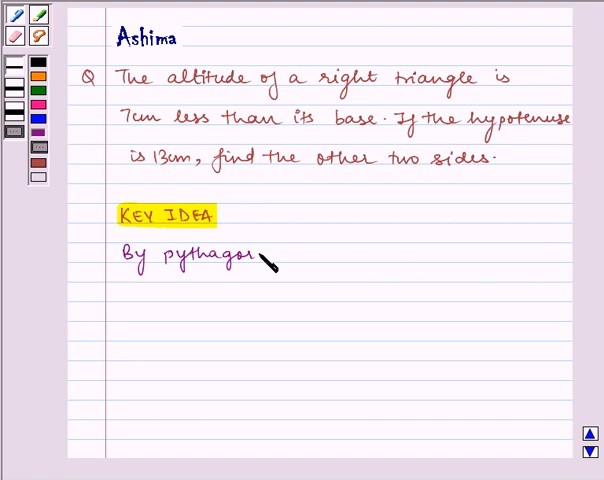 Ashima
Q The altitude of a right triangle is
7cm less than its base. If the hypotenuse
is 13cm, find the other two sides.
KEY IDEA
By pythagor